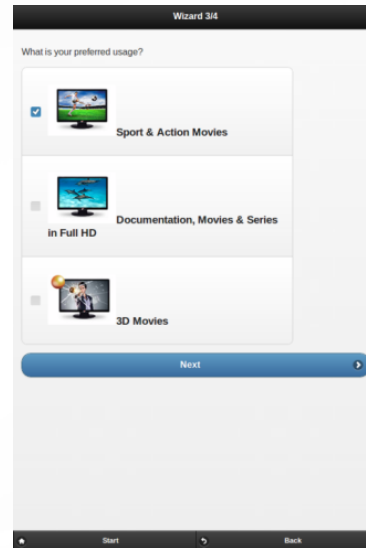 Wizard 3/4
What is your preferred usage?
Sport & Action Movies
Documentation, Movies & Series
in Full HD
3D Movies
Next
Start
Back